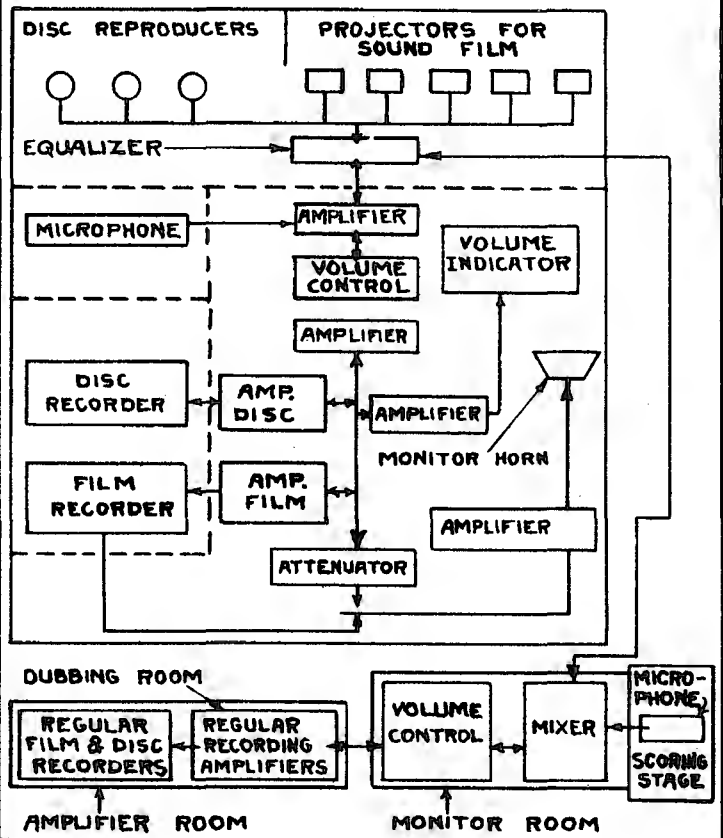 DISC REPRODUCERS
PROJECTORS FOR
SOUND FILM
EQUALIZER
MICROPHONE
AMPLIFIER
VOLUME
CONTROL
VOLUME
INDICATOR
AMPLIFIER
DISC
RECORDER
AMP.
DISC
AMPLIFIER
MONITOR HORN
FILM
RECORDER
AMP.
FILM
AMPLIFIER
ATTENUATOR
DUBBING ROOM
REGULAR
FILM & DISC
RECORDERS
REGULAR
RECORDING
AMPLIFIERS
VOLUME
CONTROL
MIXER
MICRO-
PHONE
SCORING
STAGE
AMPLIFIER ROOM
MONITOR ROOM